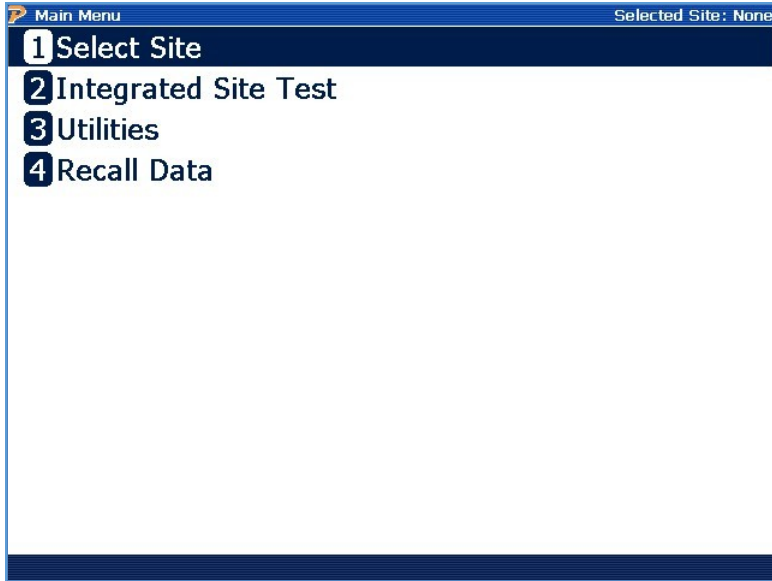 Main Menu Selected Site: None
1 Select Site
2 Integrated Site Test
3 Utilities
4 Recall Data